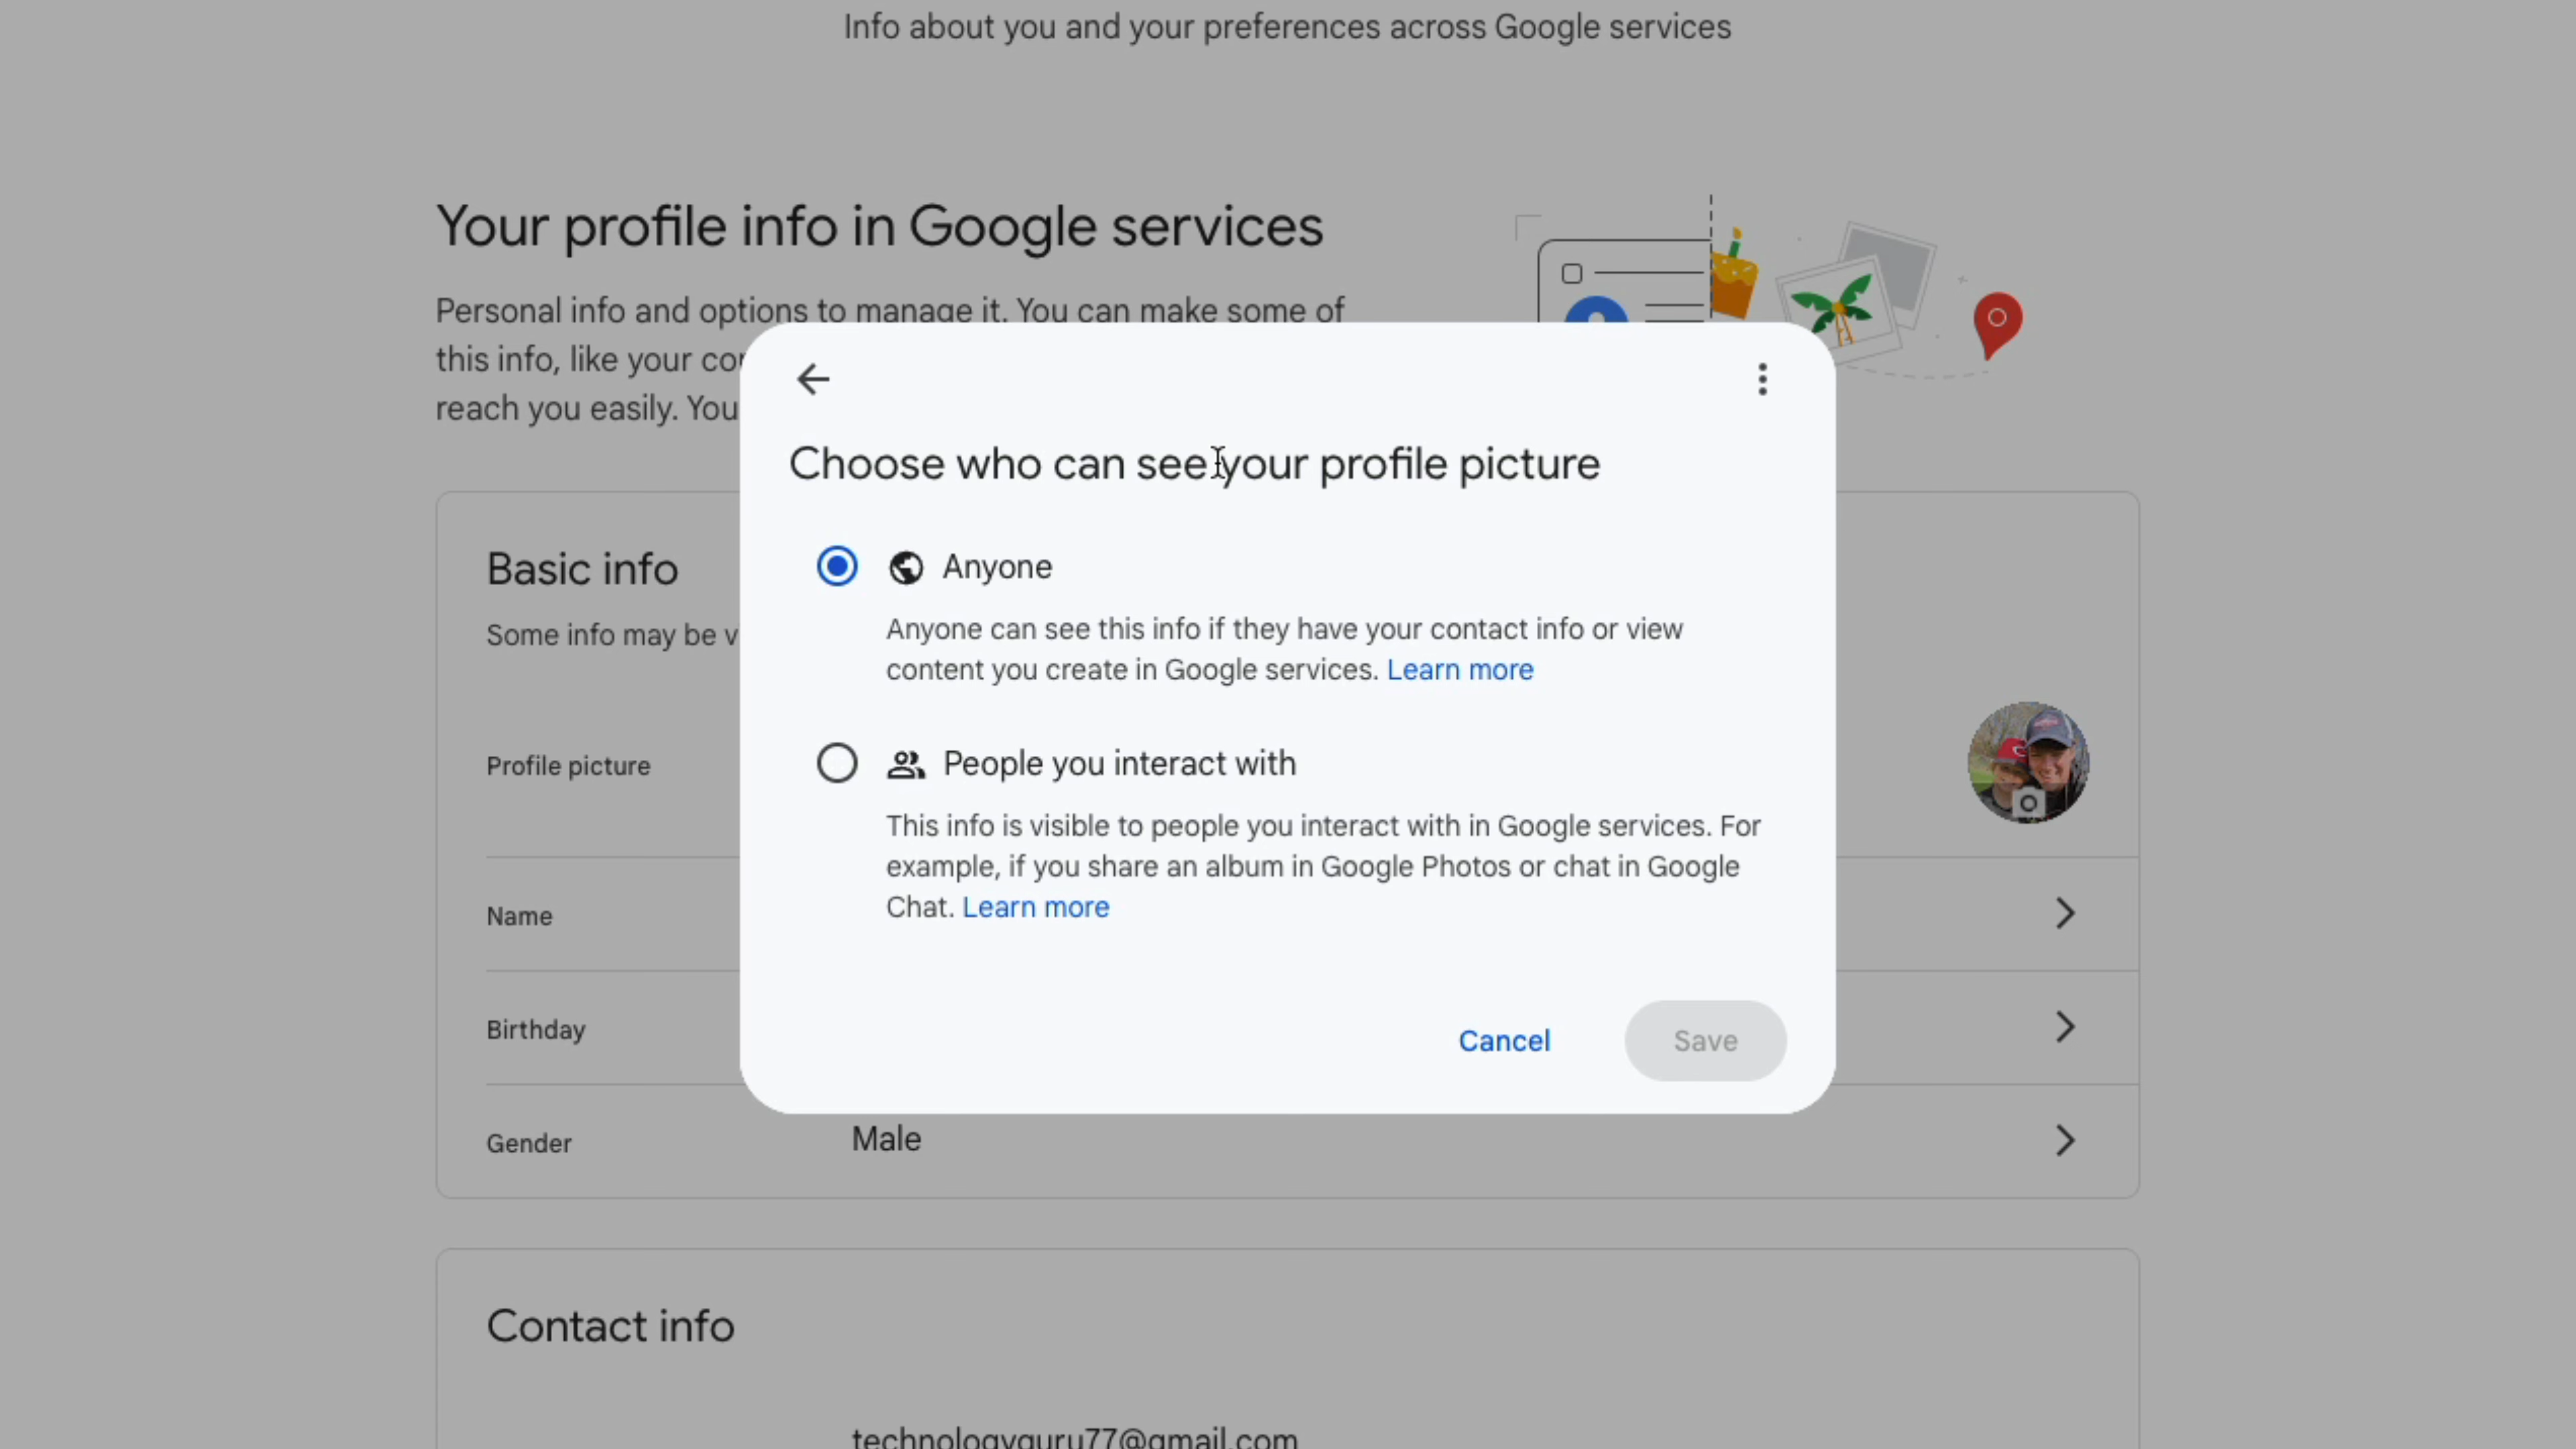 Info about you and your preferences across Google services
Your profile info in Google services
Personal info and options to manage it. You can make some of
this info, like your co
reach you easily. You
Choose who can see your profile picture
Anyone
Anyone can see this info if they have your contact info or view
content you create in Google services. Learn more
People you interact with
This info is visible to people you interact with in Google services. For
example, if you share an album in Google Photos or chat in Google
Chat. Learn more
Cancel
Save
Basic info
Some info may be v
Profile picture
Name
Birthday
Gender
Male
Contact info
technologyguru77@gmail.com